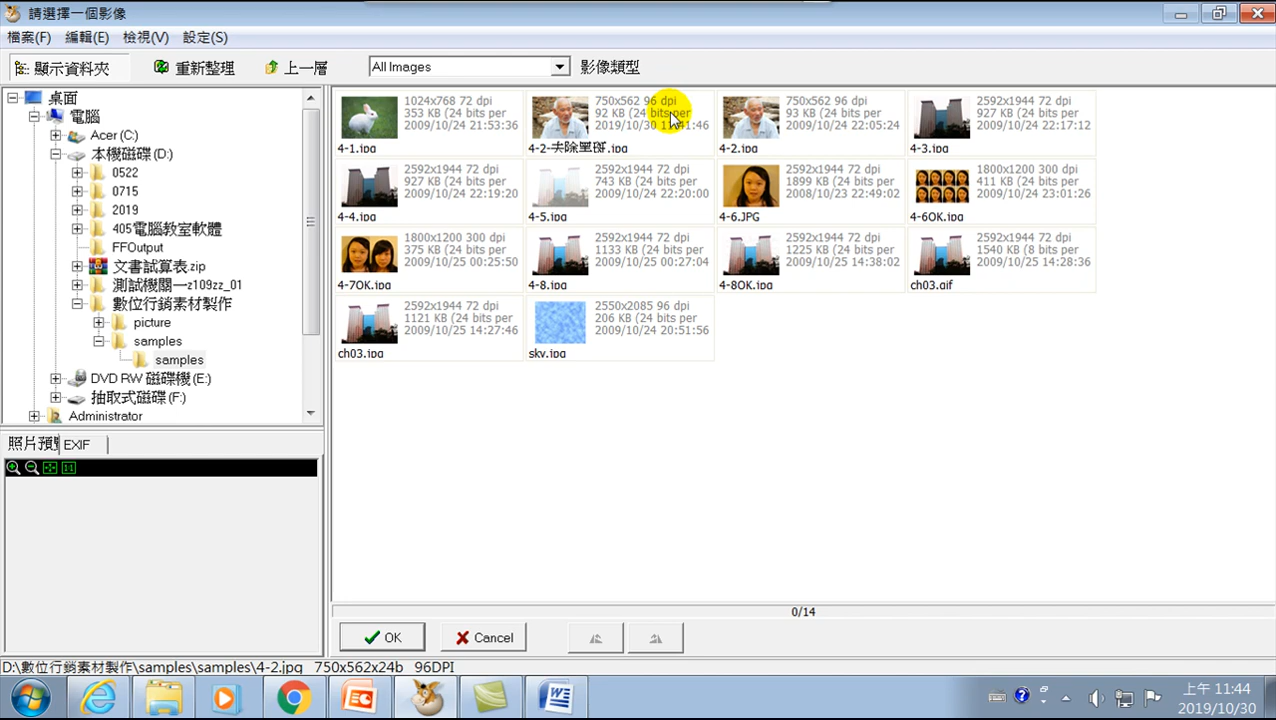 請選擇一個影像
檔案(F) 編輯(E) 檢視(V) 設定(S)
顯示資料夾 重新整理 上一層 All Images 影像類型
桌面
電腦
Acer (C:)
本機磁碟 (D:)
0522
0715
2019
405電腦教室軟體
FFOutput
文書試算表.zip
測試機關一z109zz_01
數位行銷素材製作
picture
samples
samples
DVD RW 磁碟機 (E:)
抽取式磁碟 (F:)
Administrator
照片預覽 EXIF
1:1
1024x768 72 dpi
353 KB (24 bits per
2009/10/24 21:53:36
4-1.jpg
750x562 96 dpi
92 KB (24 bits per
2019/10/30 11:41:46
4-2-去除黑斑.jpg
750x562 96 dpi
93 KB (24 bits per
2009/10/24 22:05:24
4-2.jpg
2592x1944 72 dpi
927 KB (24 bits per
2009/10/24 22:17:12
4-3.jpg
2592x1944 72 dpi
927 KB (24 bits per
2009/10/24 22:19:20
4-4.jpg
2592x1944 72 dpi
743 KB (24 bits per
2009/10/24 22:20:00
4-5.jpg
2592x1944 72 dpi
1899 KB (24 bits per
2008/10/23 22:49:02
4-6.JPG
1800x1200 300 dpi
411 KB (24 bits per
2009/10/24 23:01:26
4-6OK.jpg
1800x1200 300 dpi
375 KB (24 bits per
2009/10/25 00:25:50
4-7OK.jpg
2592x1944 72 dpi
1133 KB (24 bits per
2009/10/25 00:27:04
4-8.jpg
2592x1944 72 dpi
1225 KB (24 bits per
2009/10/25 14:38:02
4-8OK.jpg
2592x1944 72 dpi
1540 KB (8 bits per
2009/10/25 14:28:36
ch03.gif
2592x1944 72 dpi
1121 KB (24 bits per
2009/10/25 14:27:46
ch03.jpg
2550x2085 96 dpi
206 KB (24 bits per
2009/10/24 20:51:56
sky.jpg
0/14
OK Cancel
D:\數位行銷素材製作\samples\samples\4-2.jpg 750x562x24b 96DPI
上午 11:44
2019/10/30